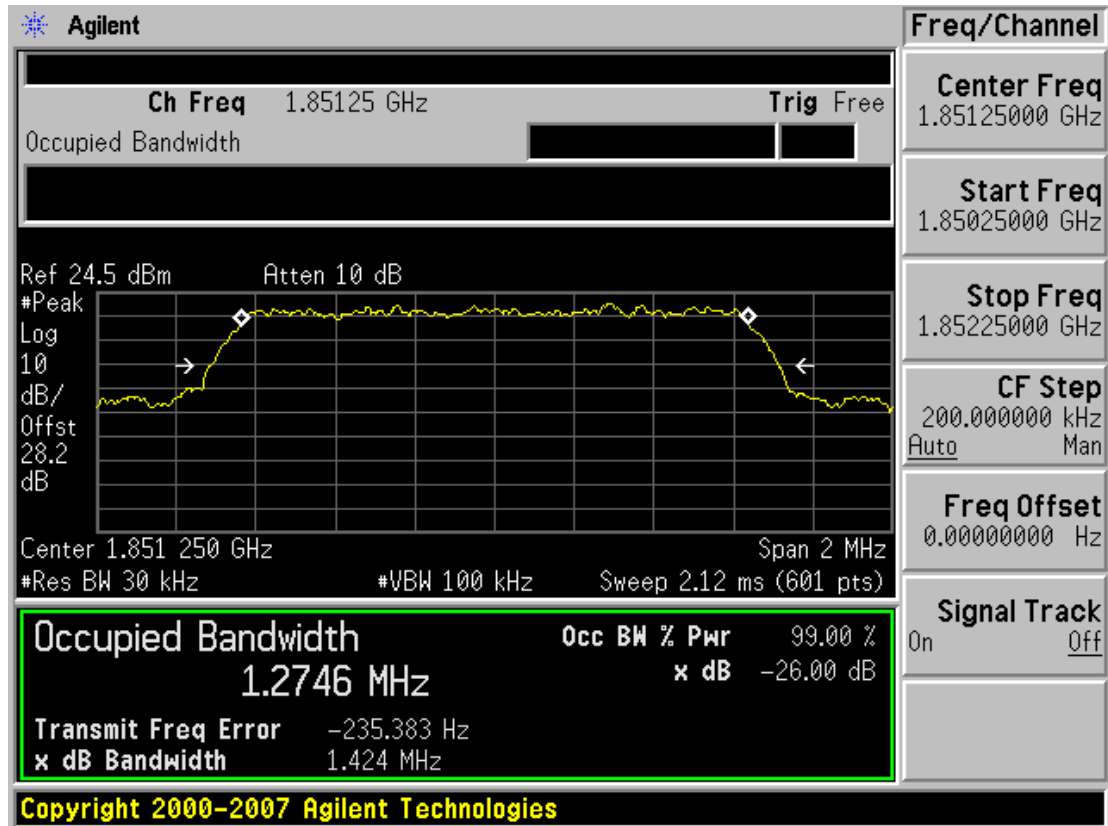 Agilent
Freq/Channel
Ch Freq 1.85125 GHz Trig Free
Occupied Bandwidth
Center Freq
1.85125000 GHz
Start Freq
1.85025000 GHz
Stop Freq
1.85225000 GHz
CF Step
200.000000 kHz
Auto Man
Freq Offset
0.00000000 Hz
Signal Track
On Off
Ref 24.5 dBm Atten 10 dB
#Peak
Log
10
dB/
Offst
28.2
dB
Center 1.851 250 GHz Span 2 MHz
#Res BW 30 kHz #VBW 100 kHz Sweep 2.12 ms (601 pts)
Occupied Bandwidth
1.2746 MHz
Occ BW % Pwr 99.00 %
x dB -26.00 dB
Transmit Freq Error -235.383 Hz
x dB Bandwidth 1.424 MHz
Copyright 2000-2007 Agilent Technologies